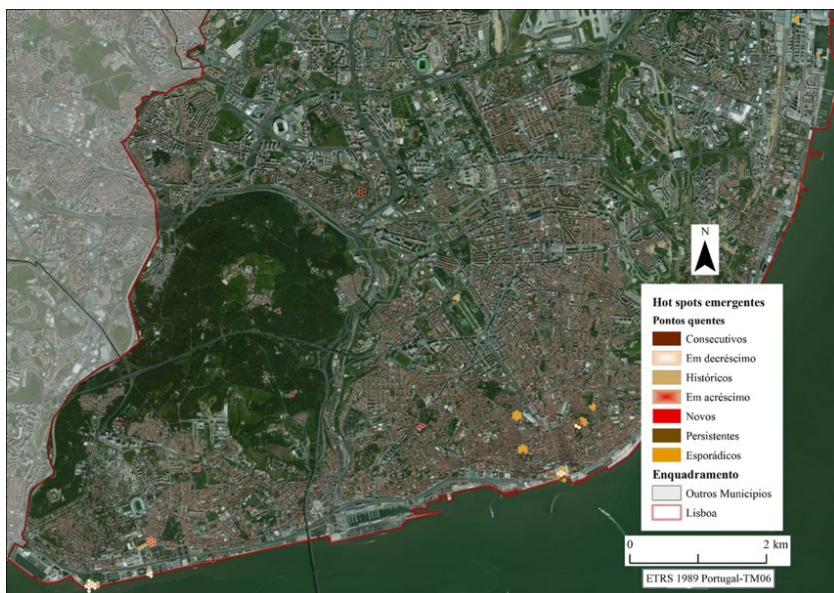 N
Hot spots emergentes
Pontos quentes
Consecutivos
Em decréscimo
Históricos
Em acréscimo
Novos
Persistentes
Esporádicos
Enquadramento
Outros Municípios
Lisboa
0 2 km
ETRS 1989 Portugal-TM06